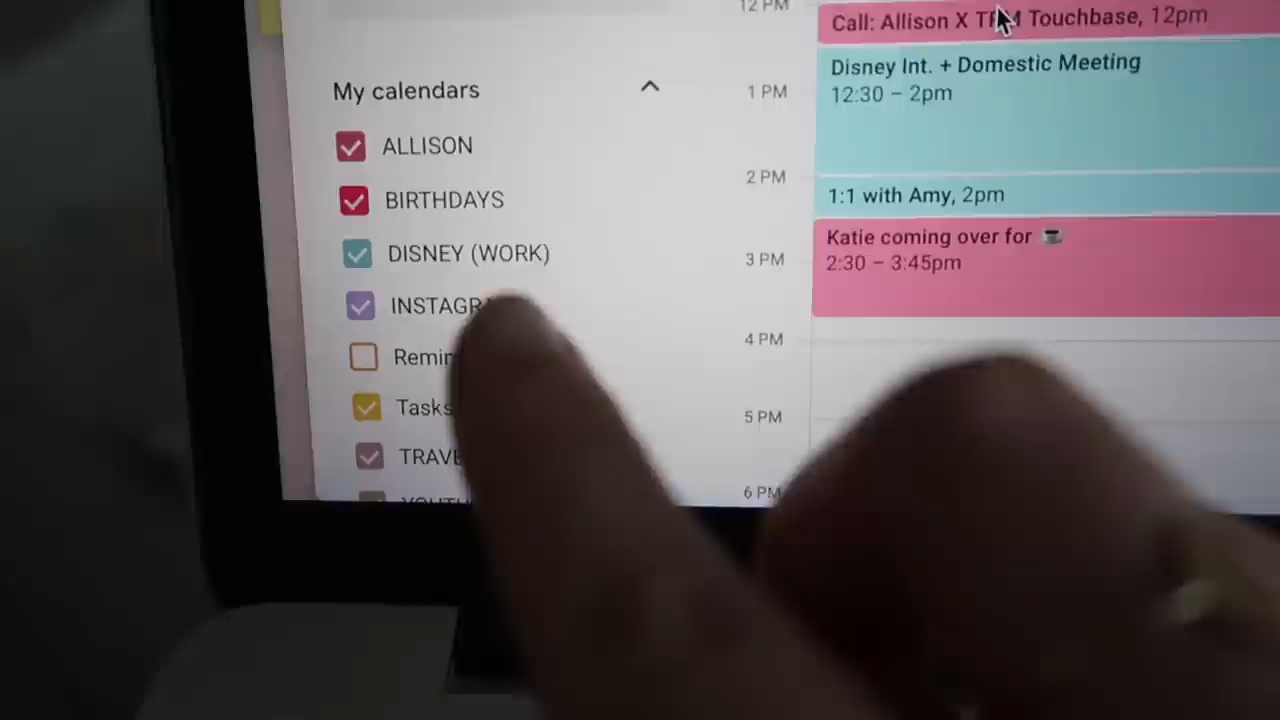 My calendars
ALLISON
BIRTHDAYS
DISNEY (WORK)
Tasks
12 PM
1 PM
2 PM
3 PM
4 PM
5 PM
6 PM
Call: Allison X Touchbase, 12pm
Disney Int. + Domestic Meeting
12:30 – 2pm
1:1 with Amy, 2pm
Katie coming over for ☕
2:30 – 3:45pm